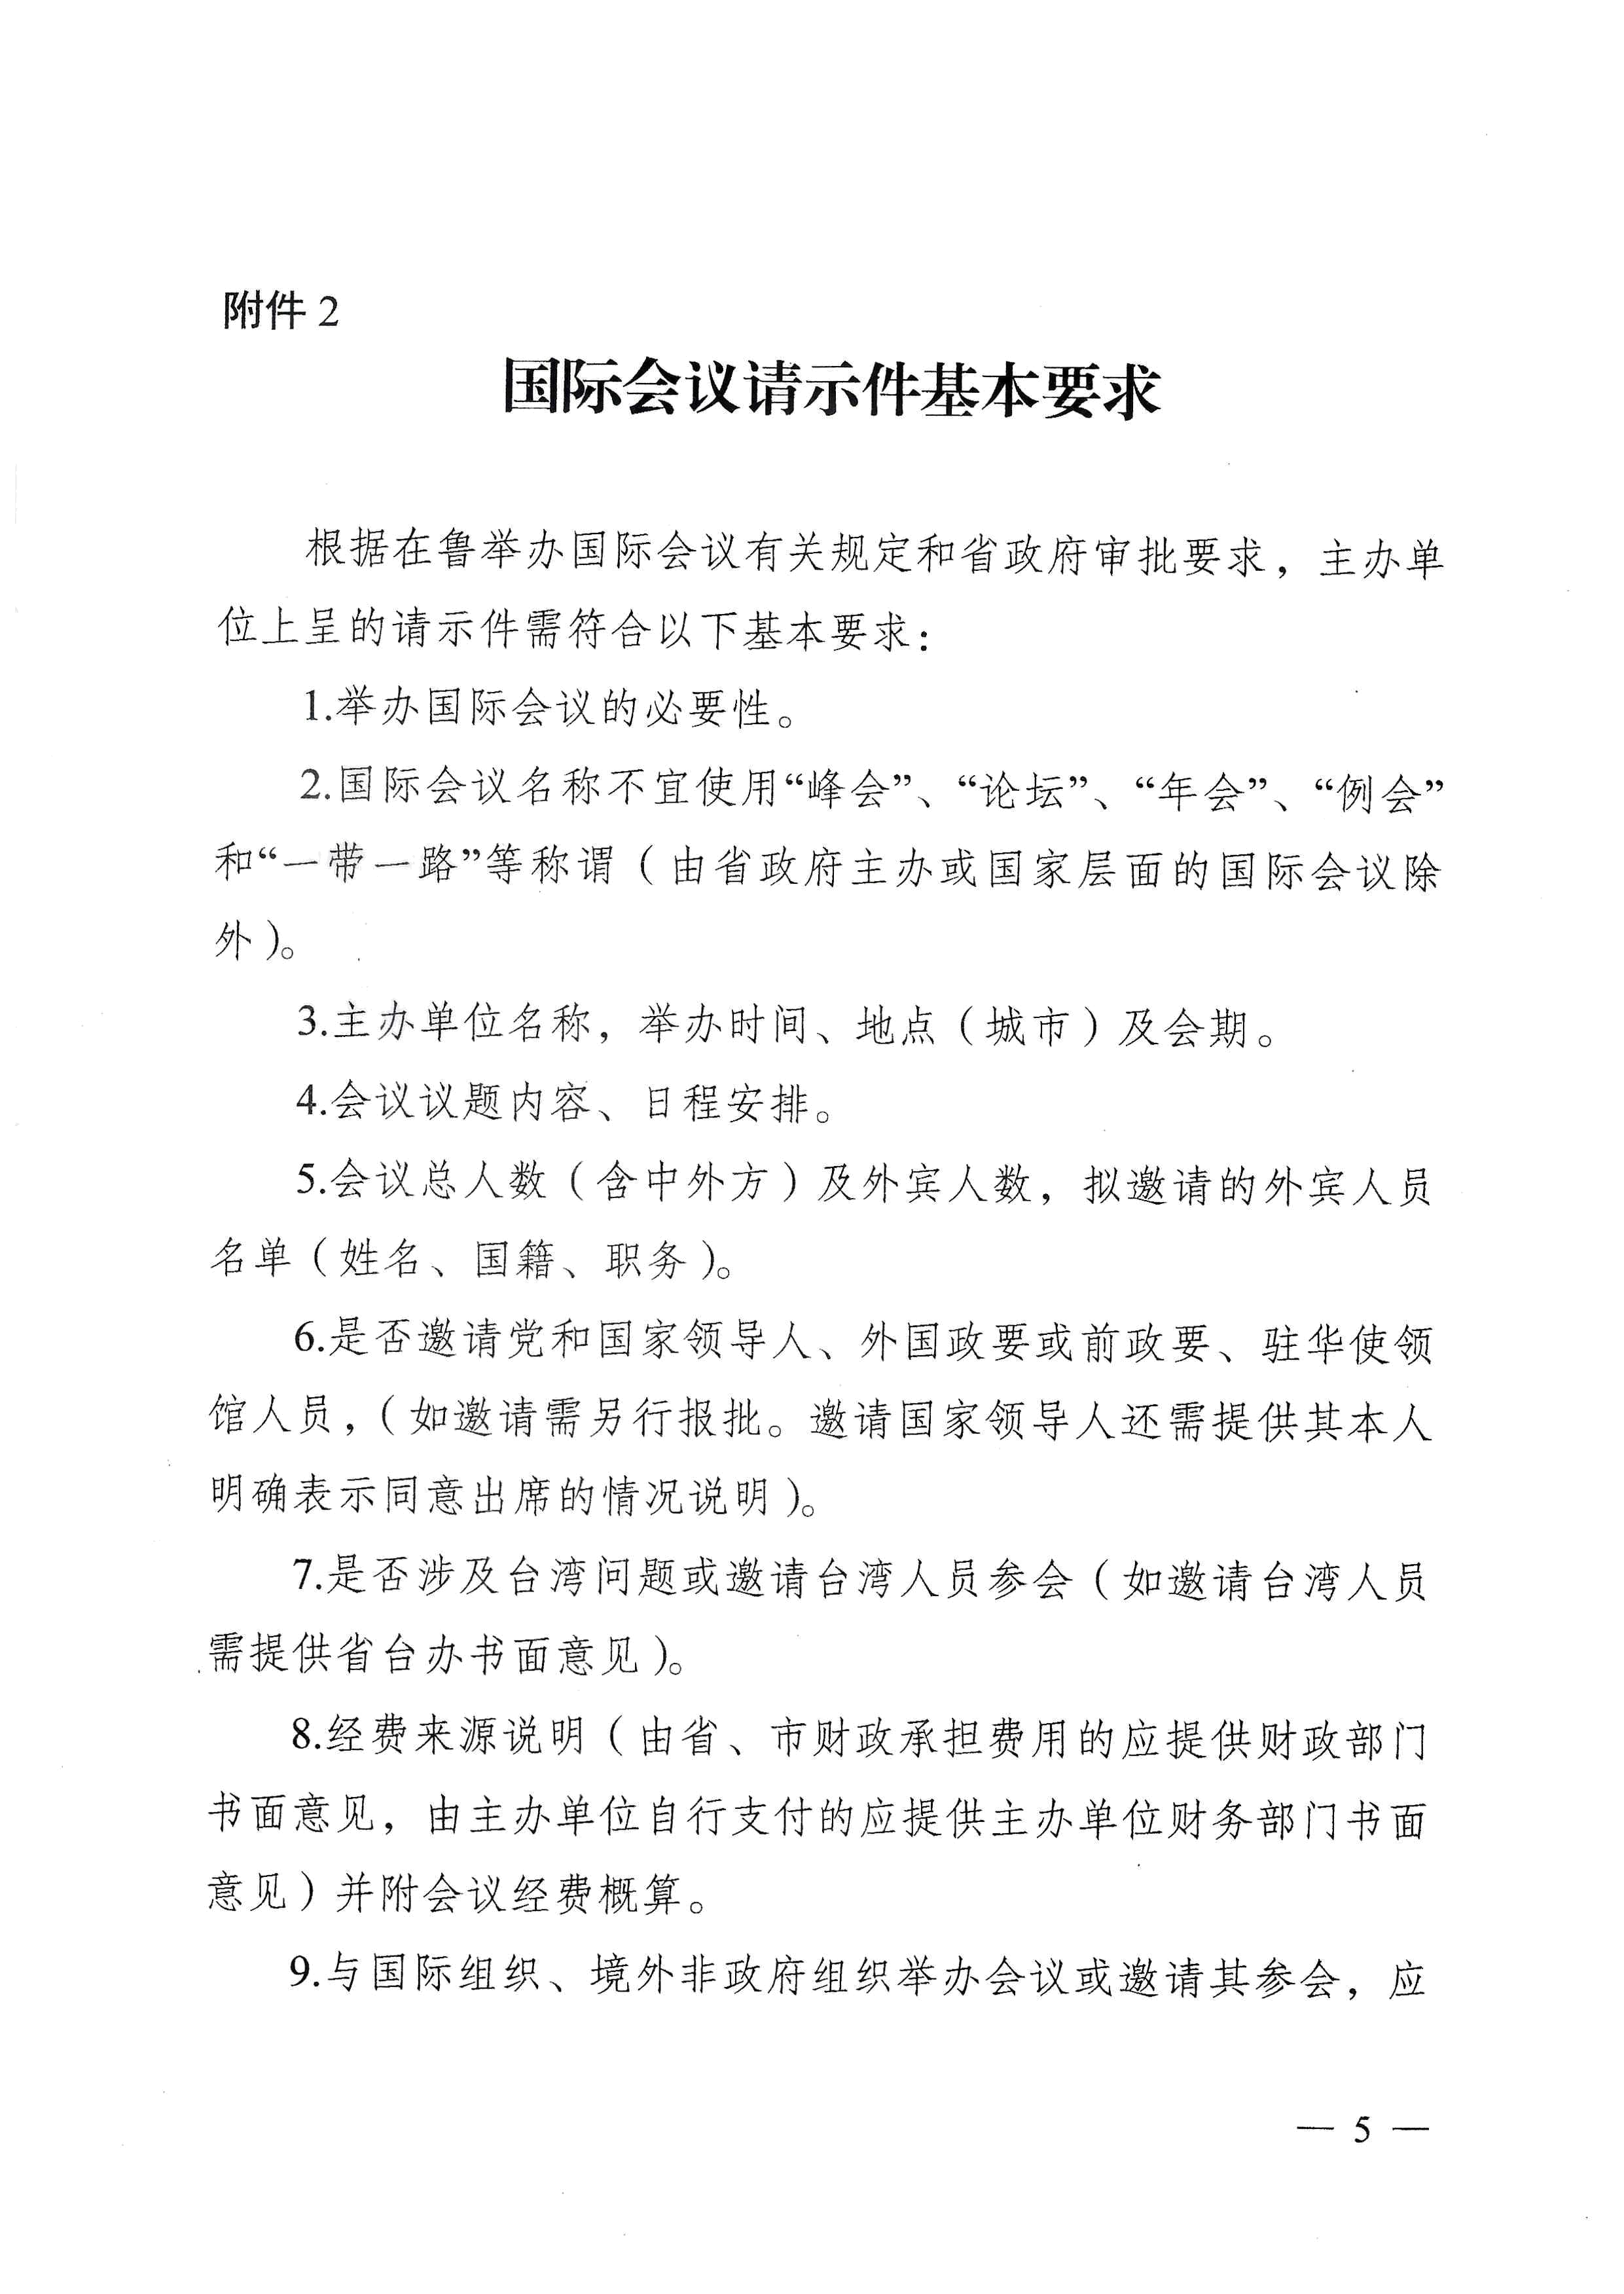 附件 2
国际会议请示件基本要求
根据在鲁举办国际会议有关规定和省政府审批要求，主办单
位上呈的请示件需符合以下基本要求：
1.举办国际会议的必要性。
2.国际会议名称不宜使用“峰会”、“论坛”、“年会”、“例会”
和“一带一路”等称谓（由省政府主办或国家层面的国际会议除
外）。
3.主办单位名称，举办时间、地点（城市）及会期。
4.会议议题内容、日程安排。
5.会议总人数（含中外方）及外宾人数，拟邀请的外宾人员
名单（姓名、国籍、职务）。
6.是否邀请党和国家领导人、外国政要或前政要、驻华使领
馆人员，（如邀请需另行报批。邀请国家领导人还需提供其本人
明确表示同意出席的情况说明）。
7.是否涉及台湾问题或邀请台湾人员参会（如邀请台湾人员
需提供省台办书面意见）。
8.经费来源说明（由省、市财政承担费用的应提供财政部门
书面意见，由主办单位自行支付的应提供主办单位财务部门书面
意见）并附会议经费概算。
9.与国际组织、境外非政府组织举办会议或邀请其参会，应
— 5 —